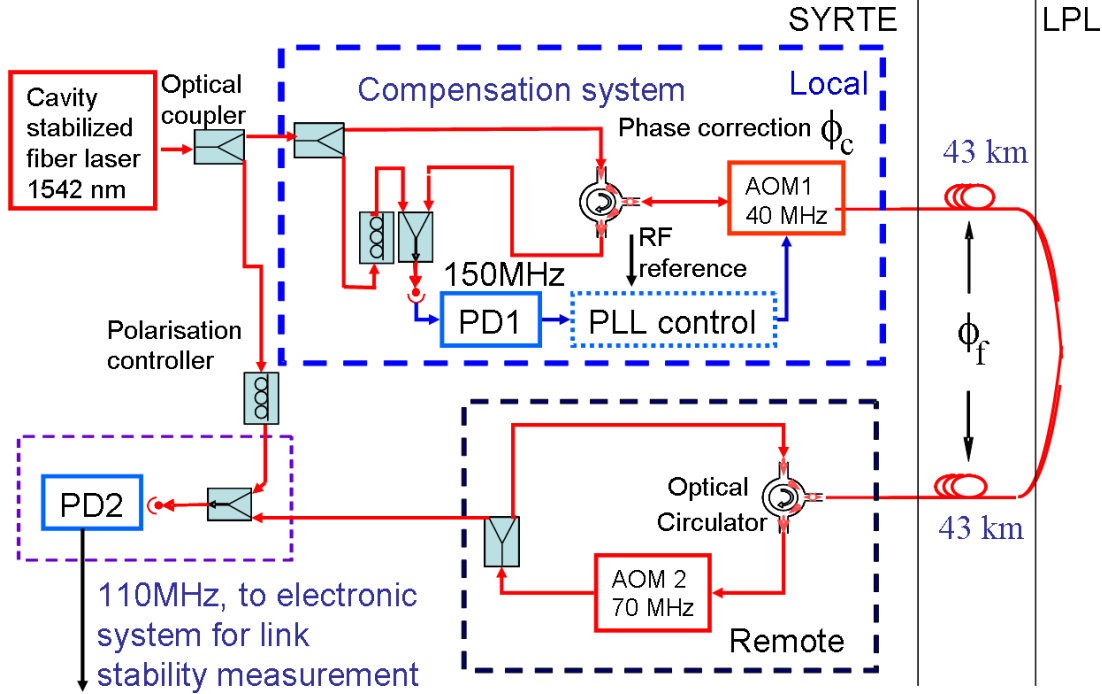 SYRTE
LPL
Cavity
stabilized
fiber laser
1542 nm
Optical
coupler
Compensation system
Local
Phase correction ϕc
AOM1
40 MHz
43 km
RF
reference
150MHz
PD1
PLL control
ϕf
Polarisation
controller
PD2
Optical
Circulator
43 km
AOM 2
70 MHz
Remote
110MHz, to electronic
system for link
stability measurement